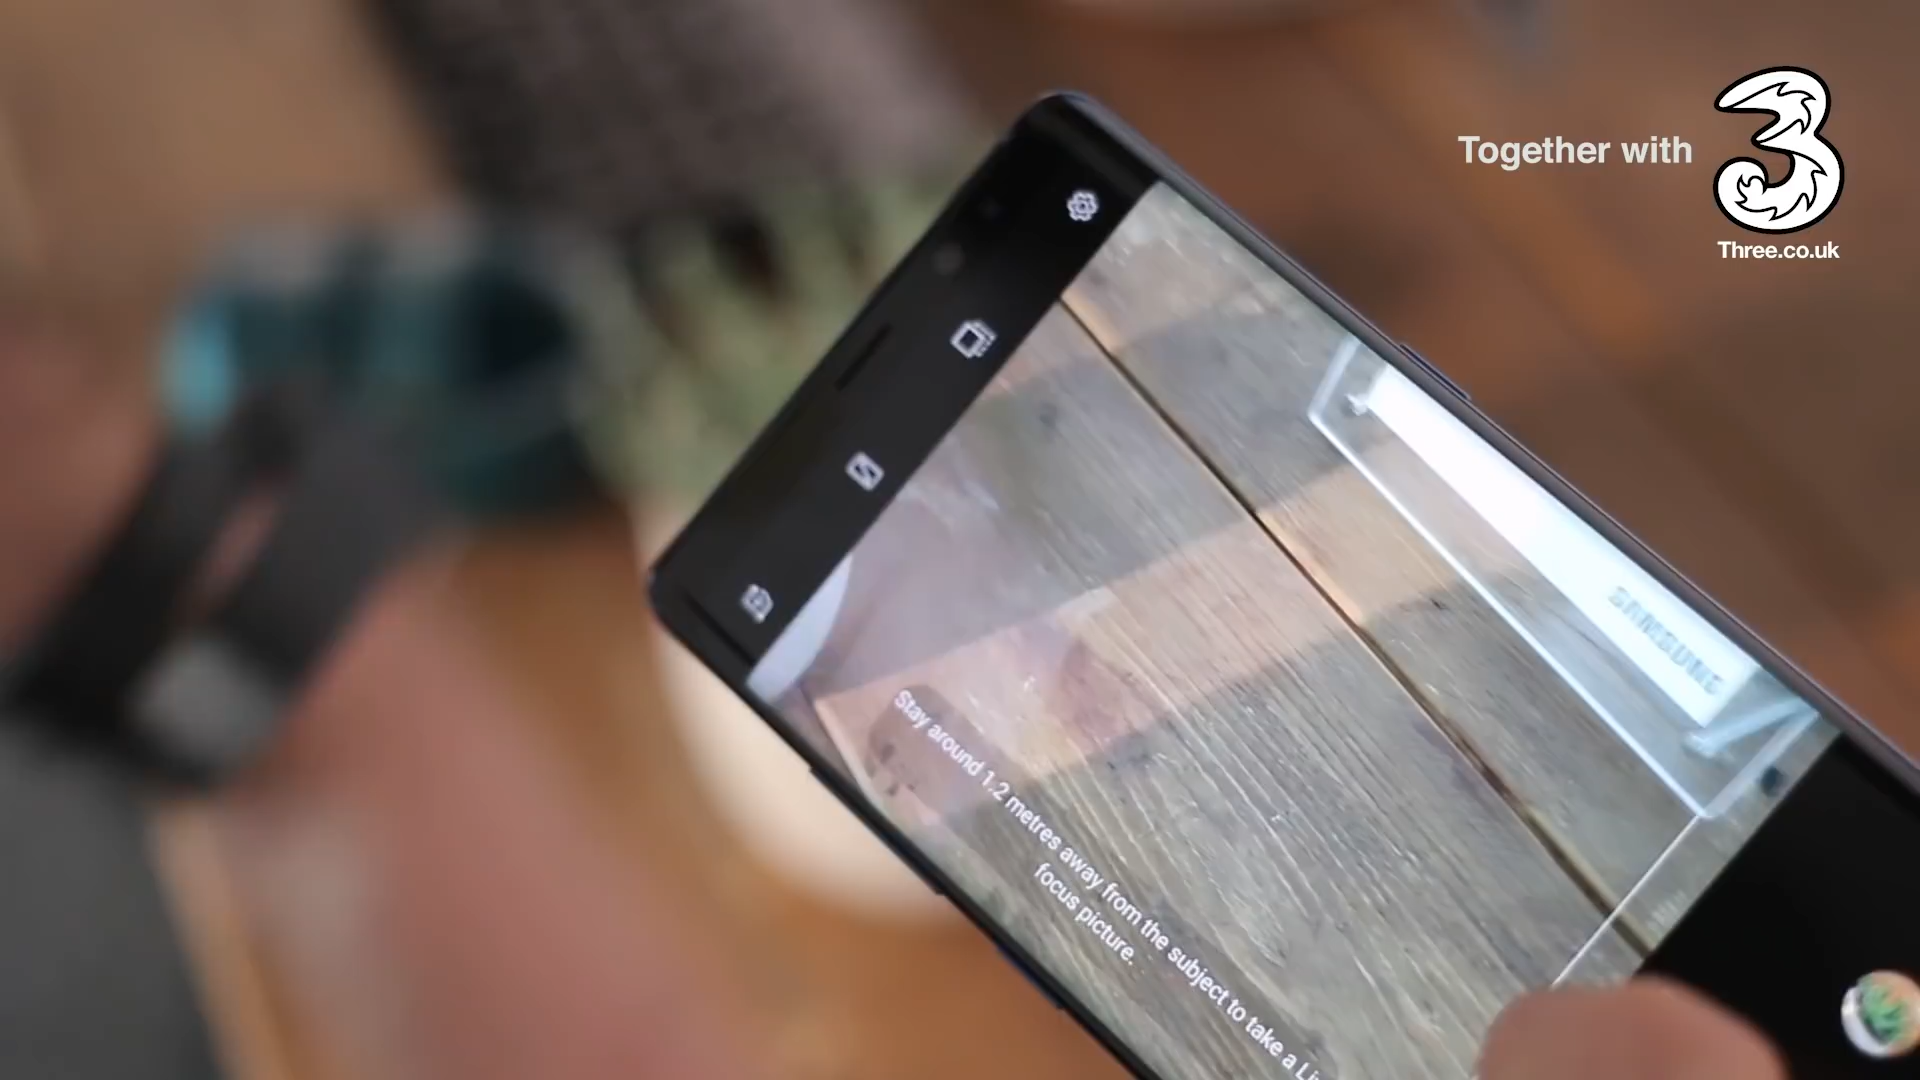 Together with
3
Three.co.uk
SAMSUNG
Stay around 1.2 metres away from the subject to take a
focus picture.